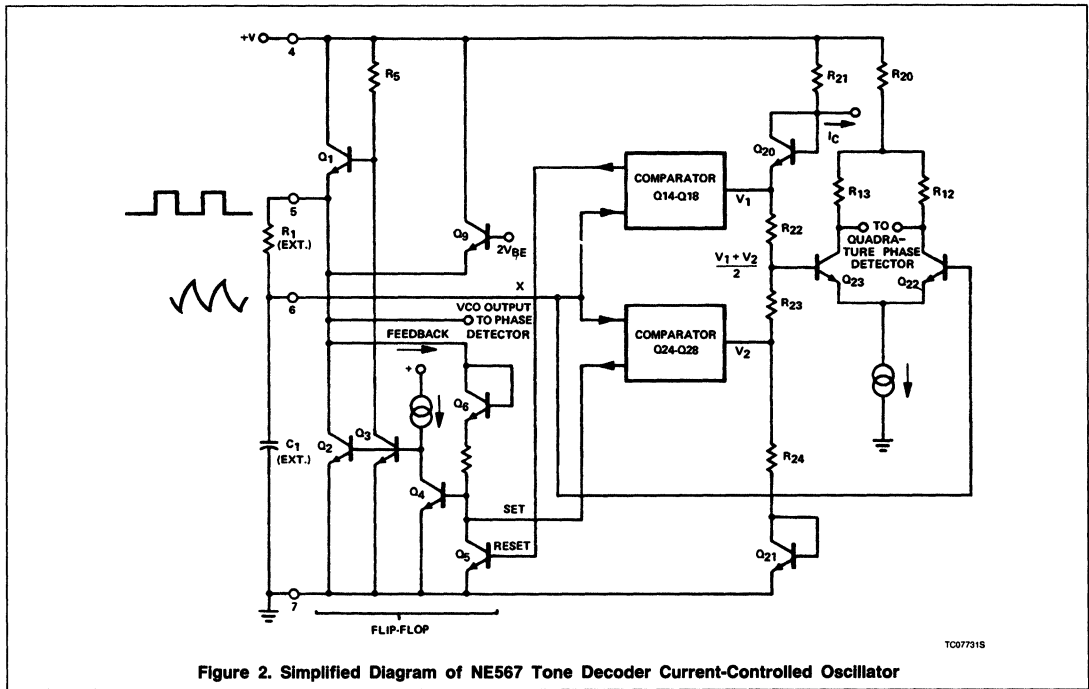 +V
4
R5
R21
R20
IC
Q1
Q20
COMPARATOR
Q14-Q18
V1
R13
R12
5
R1
(EXT.)
Q9
2VBE
R22
TO
QUADRA-
TURE PHASE
DETECTOR
V1 + V2
2
Q23
Q22
X
6
VCO OUTPUT
TO PHASE
DETECTOR
R23
FEEDBACK
COMPARATOR
Q24-Q28
V2
+
Q6
C1
(EXT.)
Q2
Q3
R24
Q4
SET
RESET
Q5
Q21
7
FLIP-FLOP
TC07731S
Figure 2. Simplified Diagram of NE567 Tone Decoder Current-Controlled Oscillator